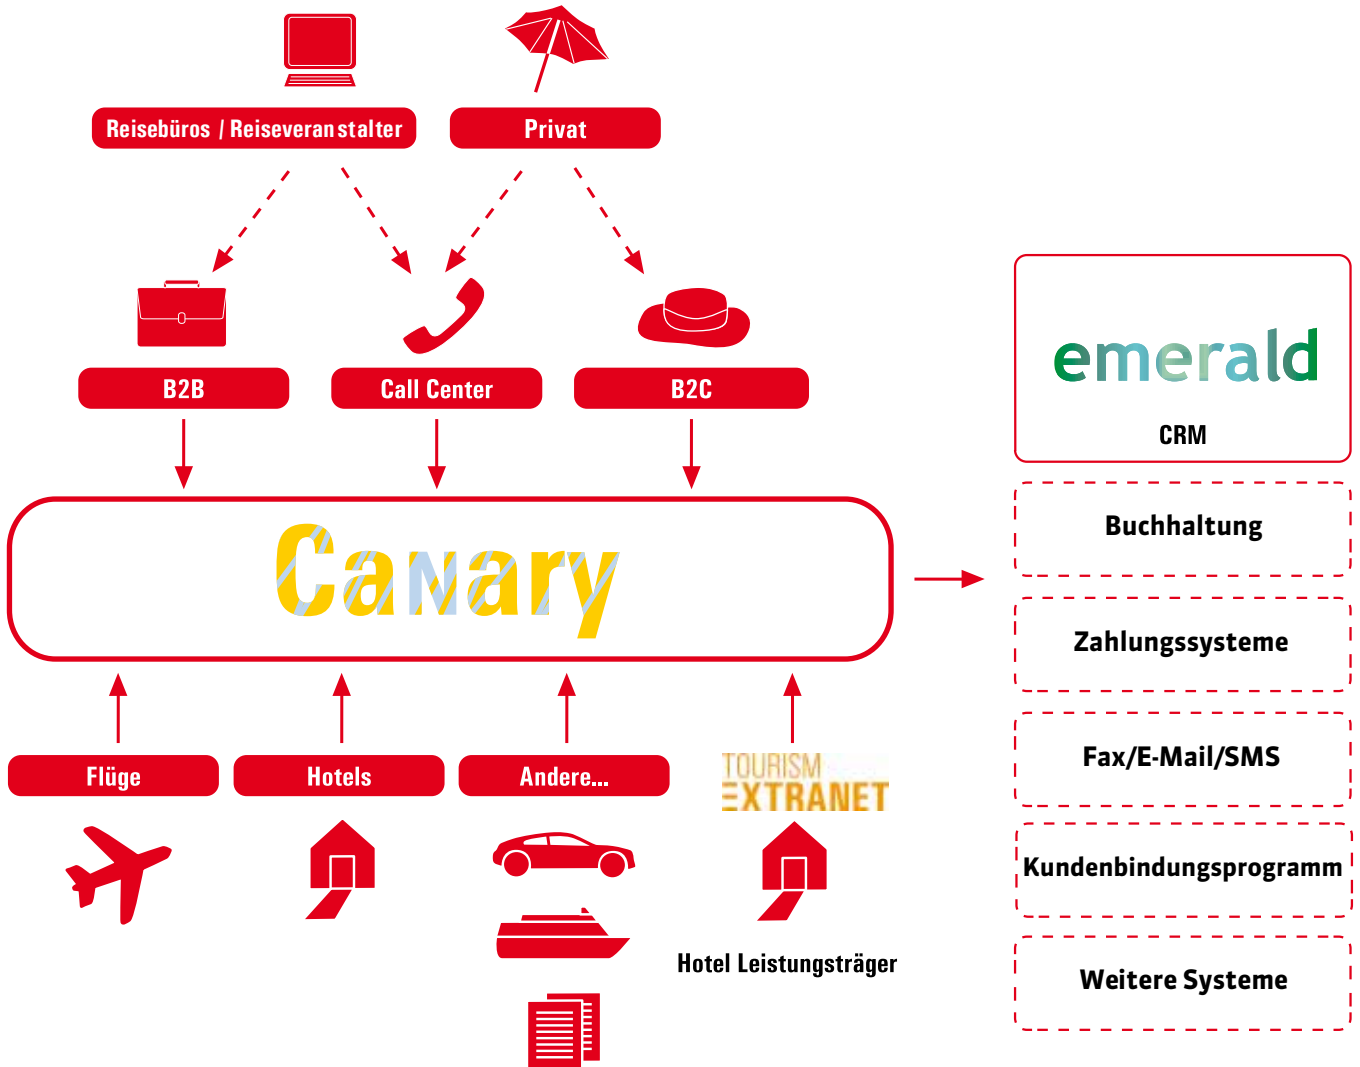 Reisebüros / Reiseveranstalter
Privat
B2B
Call Center
B2C
Canary
emerald
CRM
Buchhaltung
Zahlungssysteme
Fax/E-Mail/SMS
Kundenbindungsprogramm
Weitere Systeme
Flüge
Hotels
Andere...
TOURISM
EXTRANET
Hotel Leistungsträger